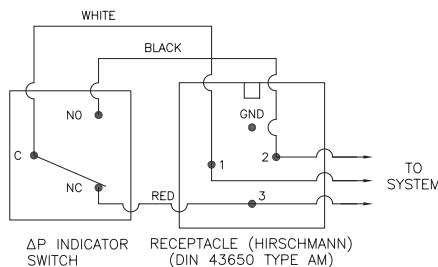 WHITE
BLACK
NO
GND
C
1
2
TO
SYSTEM
NC
RED
3
ΔP INDICATOR
SWITCH
RECEPTACLE (HIRSCHMANN)
(DIN 43650 TYPE AM)